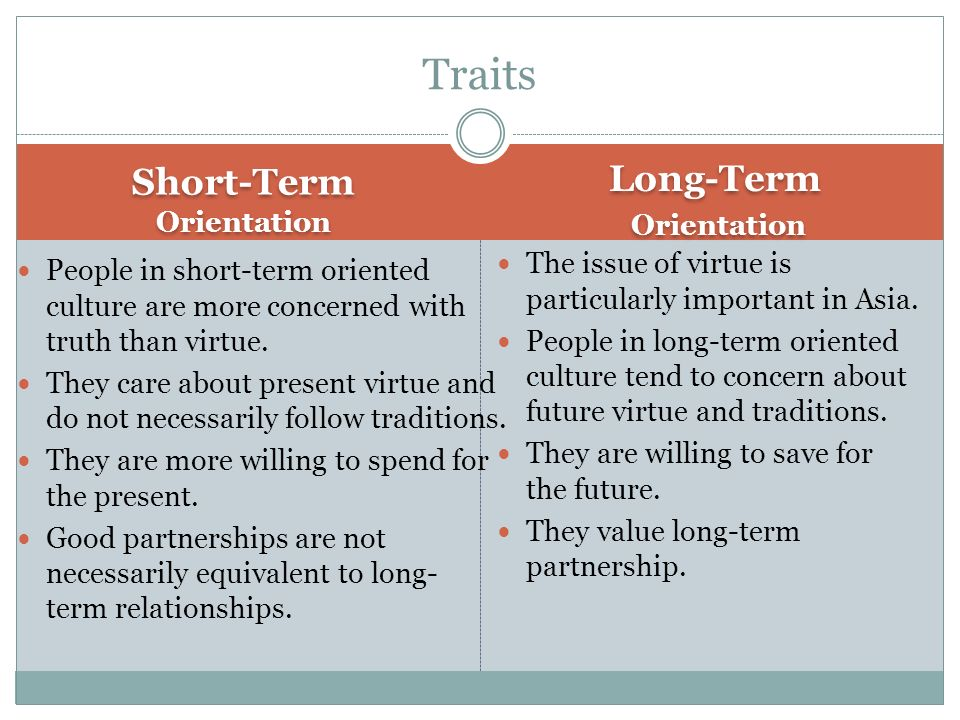 Traits
Short-Term
Orientation
• People in short-term oriented
culture are more concerned with
truth than virtue.
• They care about present virtue and
do not necessarily follow traditions.
• They are more willing to spend for
the present.
• Good partnerships are not
necessarily equivalent to long-
term relationships.
Long-Term
Orientation
• The issue of virtue is
particularly important in Asia.
• People in long-term oriented
culture tend to concern about
future virtue and traditions.
• They are willing to save for
the future.
• They value long-term
partnership.